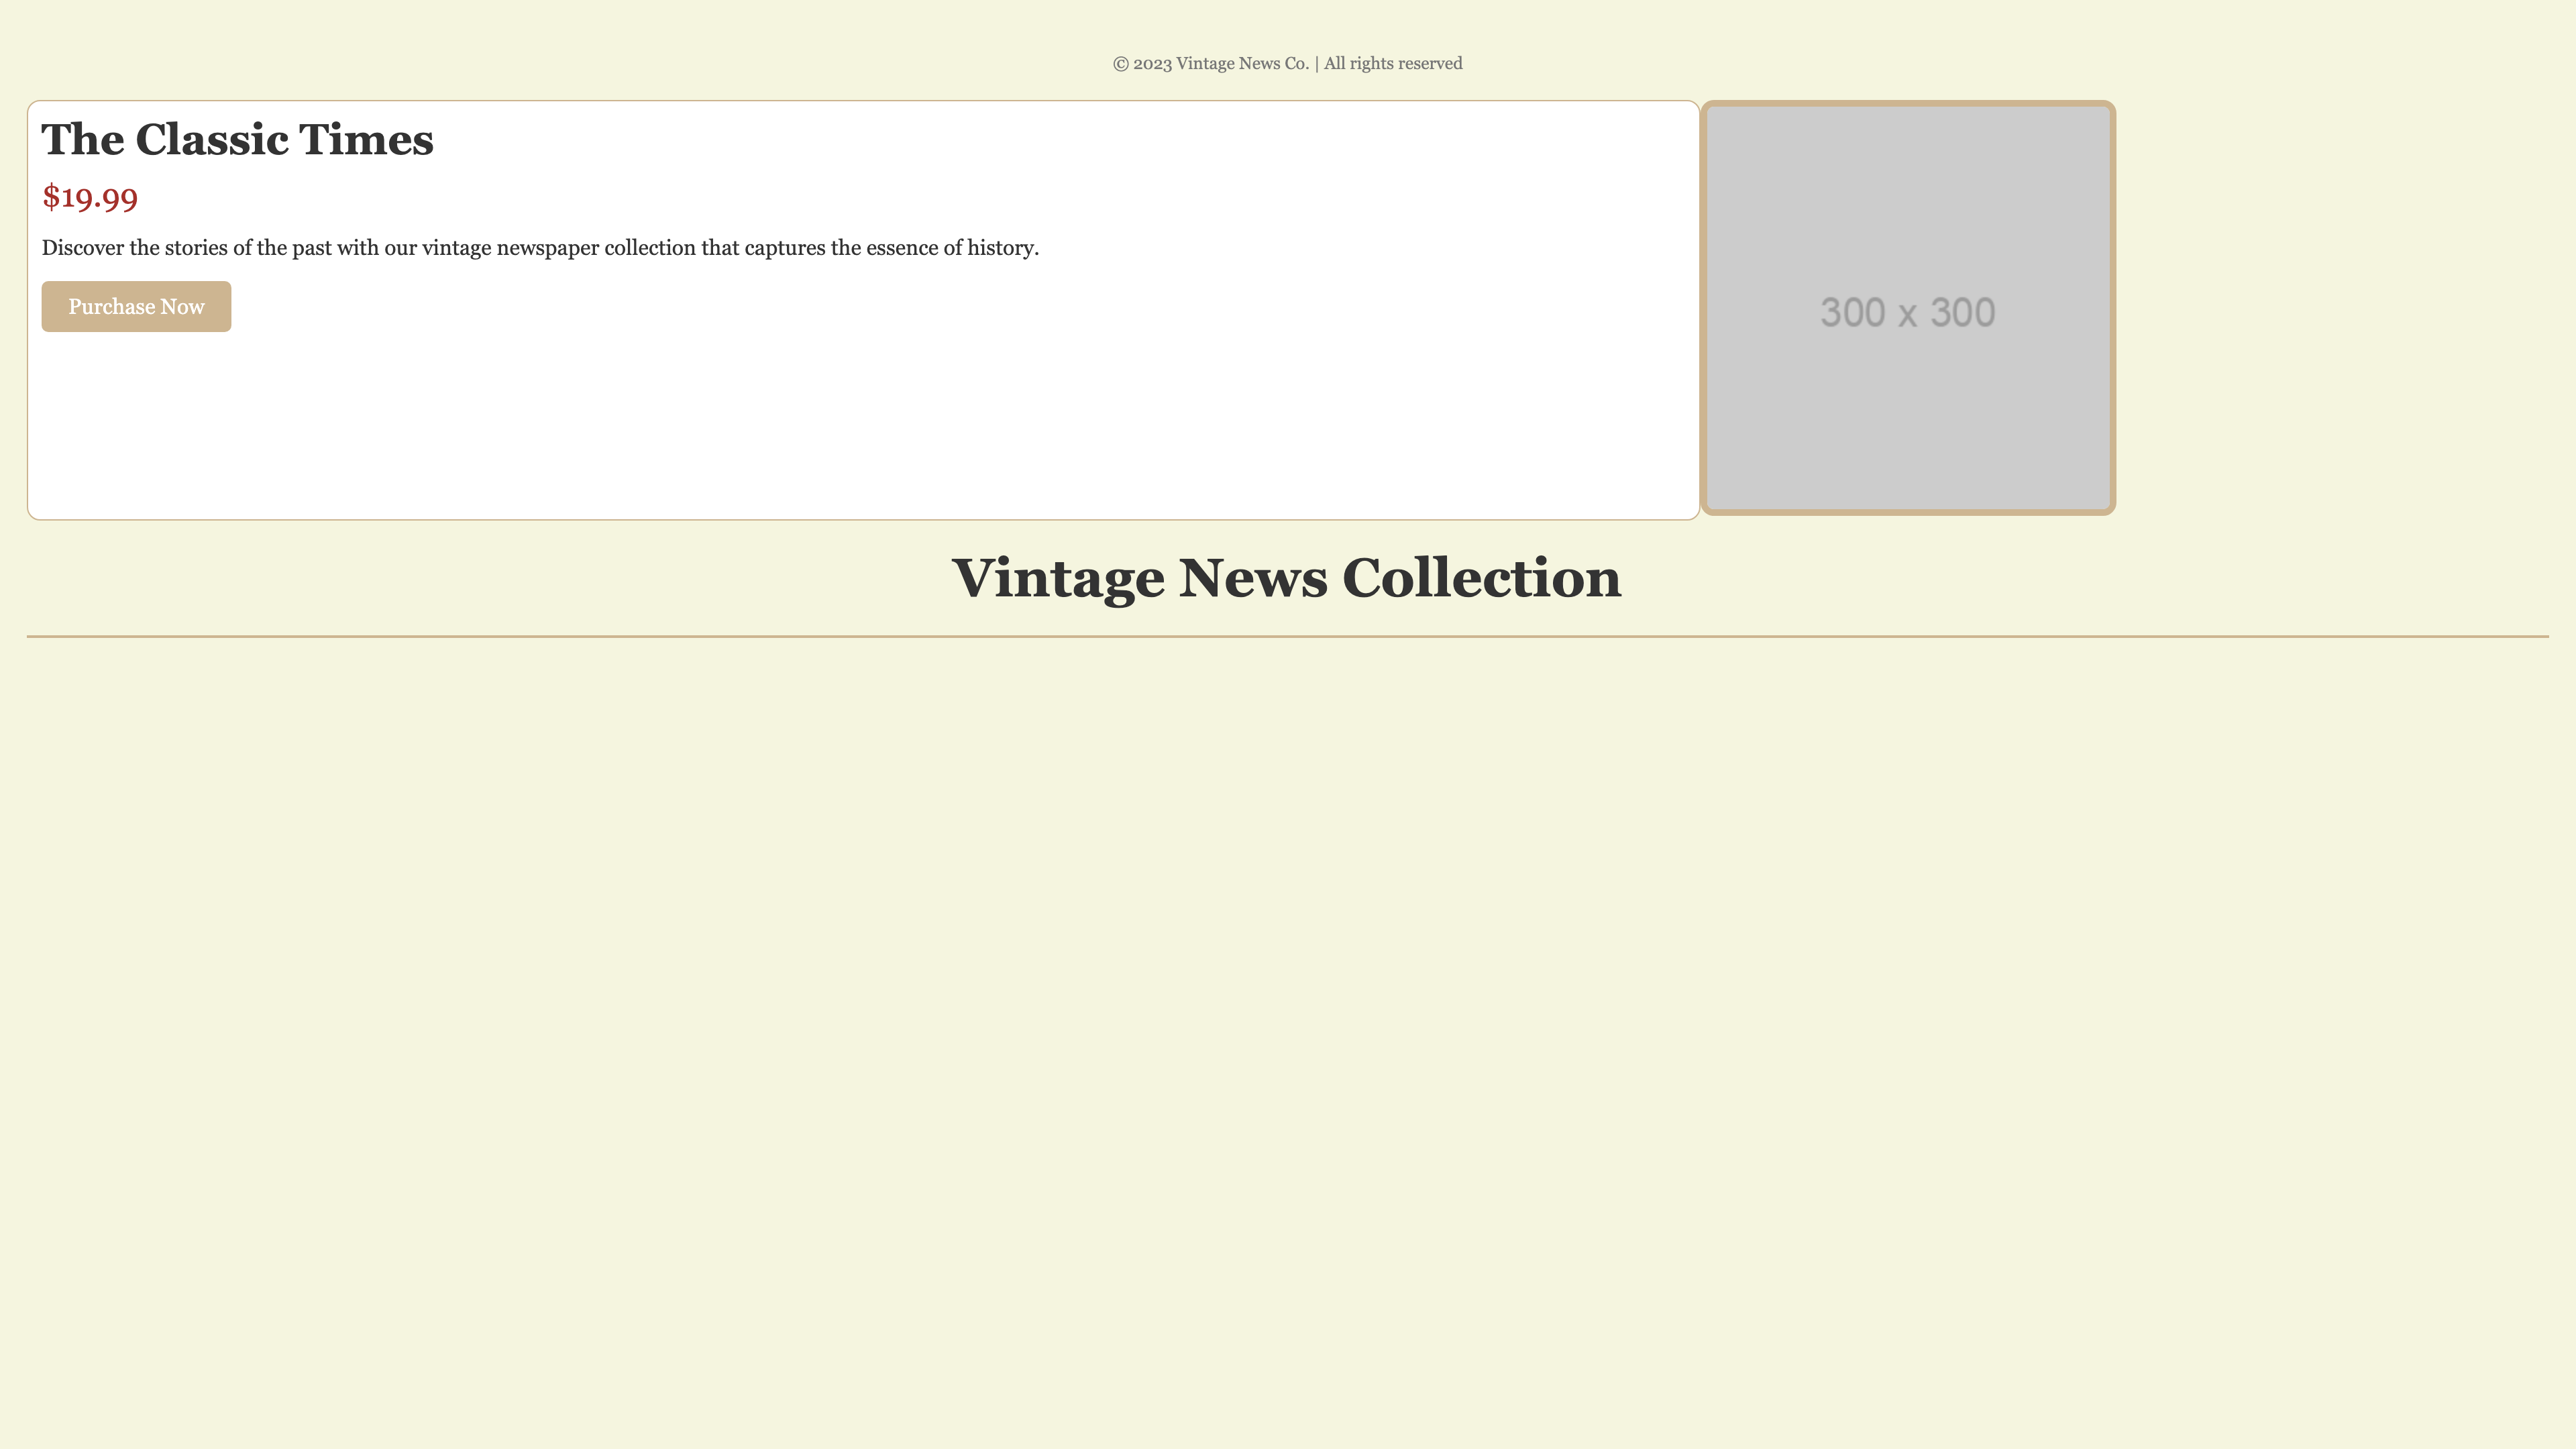 © 2023 Vintage News Co. | All rights reserved
The Classic Times
$19.99
Discover the stories of the past with our vintage newspaper collection that captures the essence of history.
Purchase Now
300 x 300
Vintage News Collection